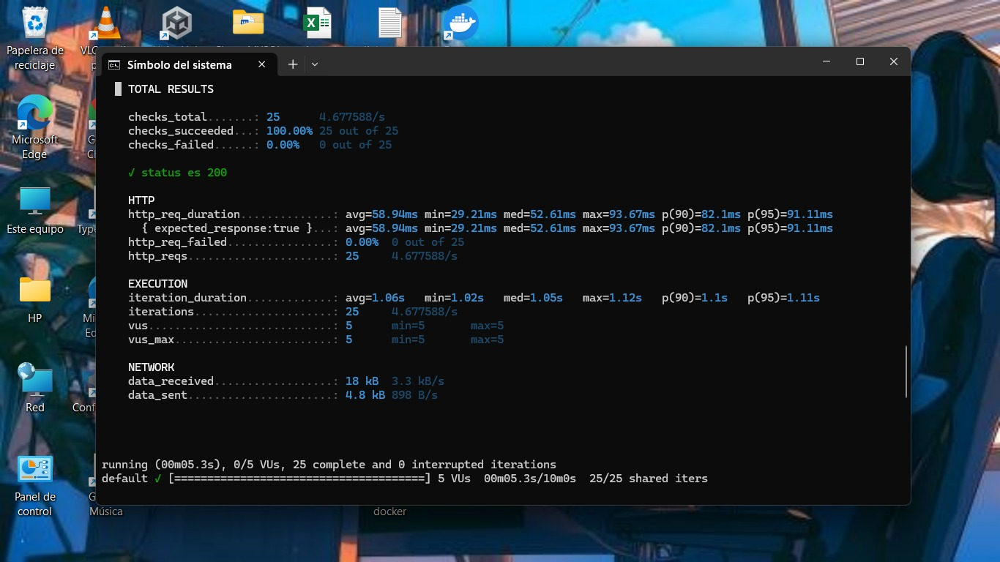 Papelera de
reciclaje
VLC
Símbolo del sistema
TOTAL RESULTS
checks_total.......: 25 4.677588/s
checks_succeeded...: 100.00% 25 out of 25
checks_failed......: 0.00% 0 out of 25
✓ status es 200
HTTP
http_req_duration..............: avg=58.94ms min=29.21ms med=52.61ms max=93.67ms p(90)=82.1ms p(95)=91.11ms
{ expected_response:true }...: avg=58.94ms min=29.21ms med=52.61ms max=93.67ms p(90)=82.1ms p(95)=91.11ms
http_req_failed................: 0.00% 0 out of 25
http_reqs......................: 25 4.677588/s
EXECUTION
iteration_duration.............: avg=1.06s min=1.02s med=1.05s max=1.12s p(90)=1.1s p(95)=1.11s
iterations.....................: 25 4.677588/s
vus............................: 5 min=5 max=5
vus_max........................: 5 min=5 max=5
NETWORK
data_received..................: 18 kB 3.3 kB/s
data_sent......................: 4.8 kB 898 B/s
running (00m05.3s), 0/5 VUs, 25 complete and 0 interrupted iterations
default ✓ [======================================] 5 VUs 00m05.3s/10m0s 25/25 shared iters
Microsoft
Edge
Este equipo
HP
Red
Panel de
control
Música
docker